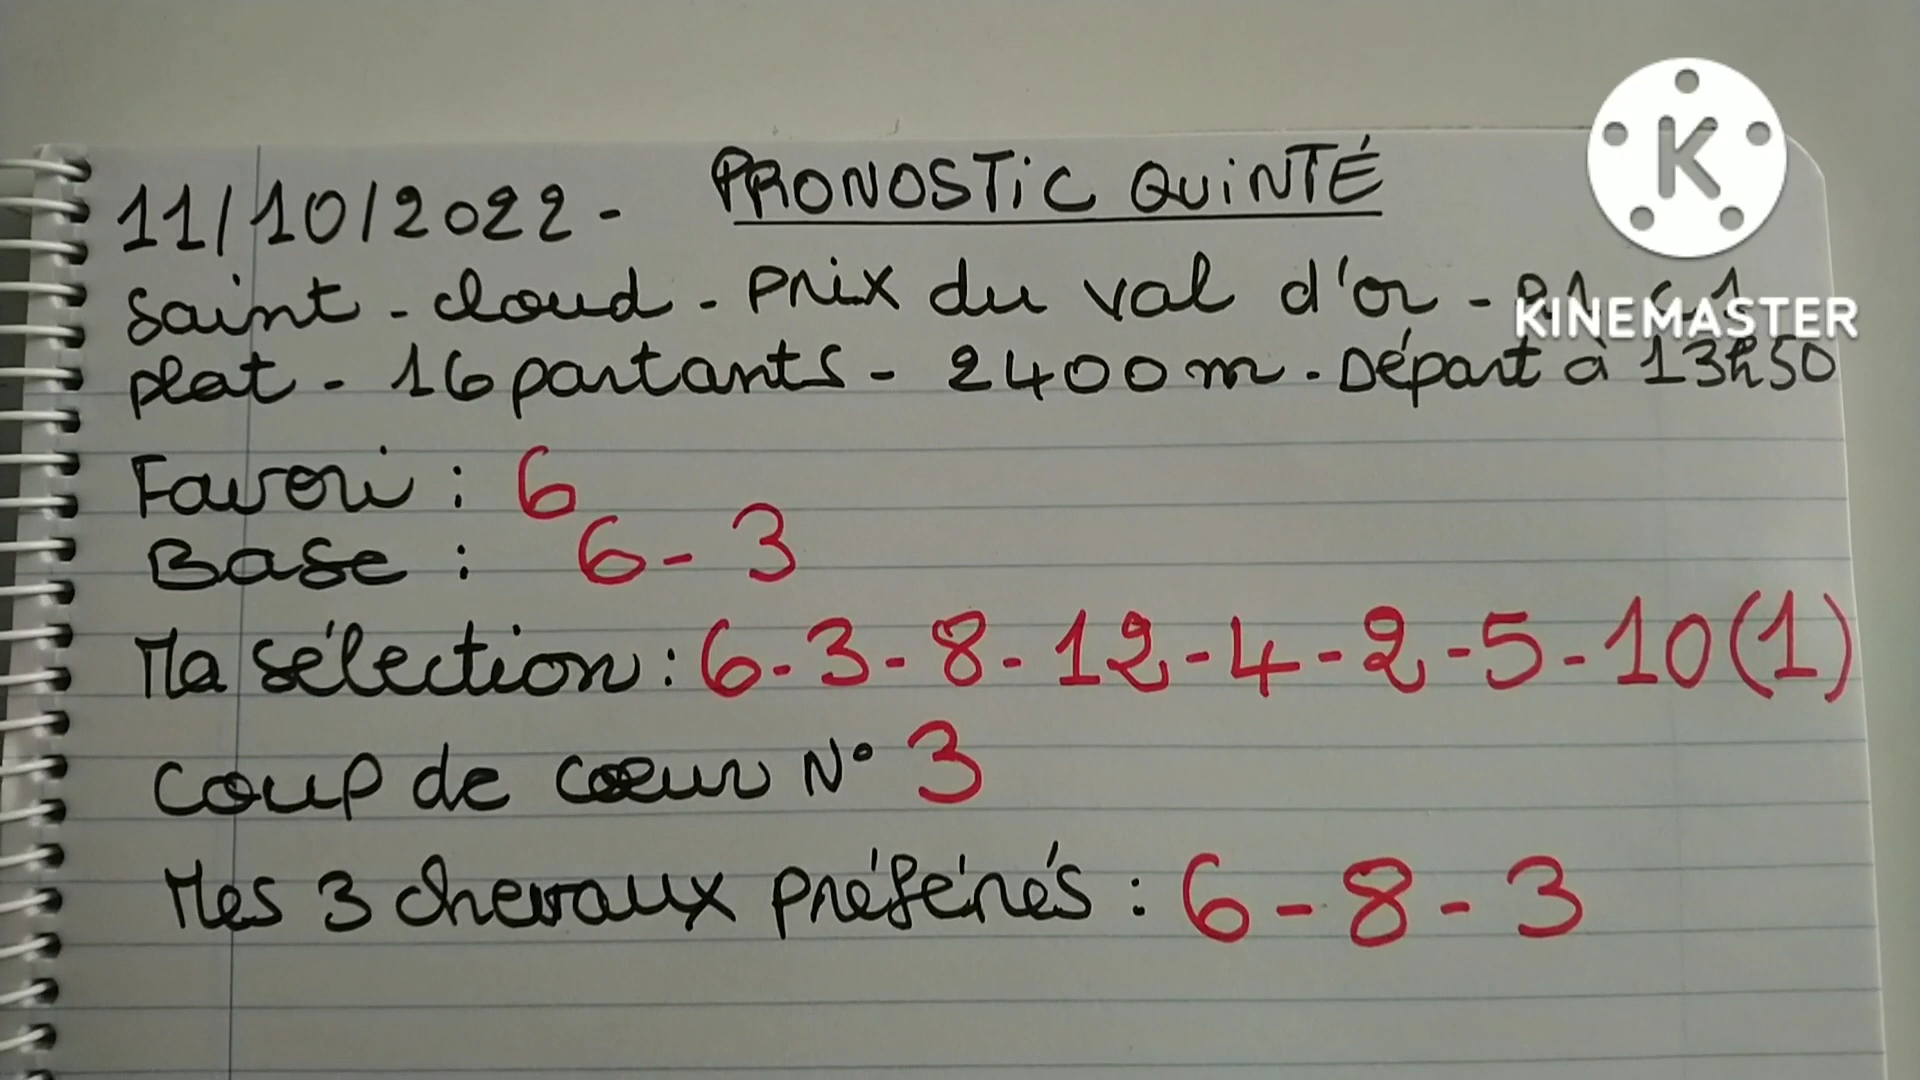 PRONOSTIC QUINTÉ
11/10/2022-
Saint-cloud - Prix du val d'or -
plat - 16 partants - 2400m. Départ à 13h50
Favori : 6
Base : 6-3
Ma sélection : 6-3-8-12-4-2-5-10(1)
coup de cœur N° 3
Mes 3 chevaux préférés : 6-8-3
K
KINEMASTER